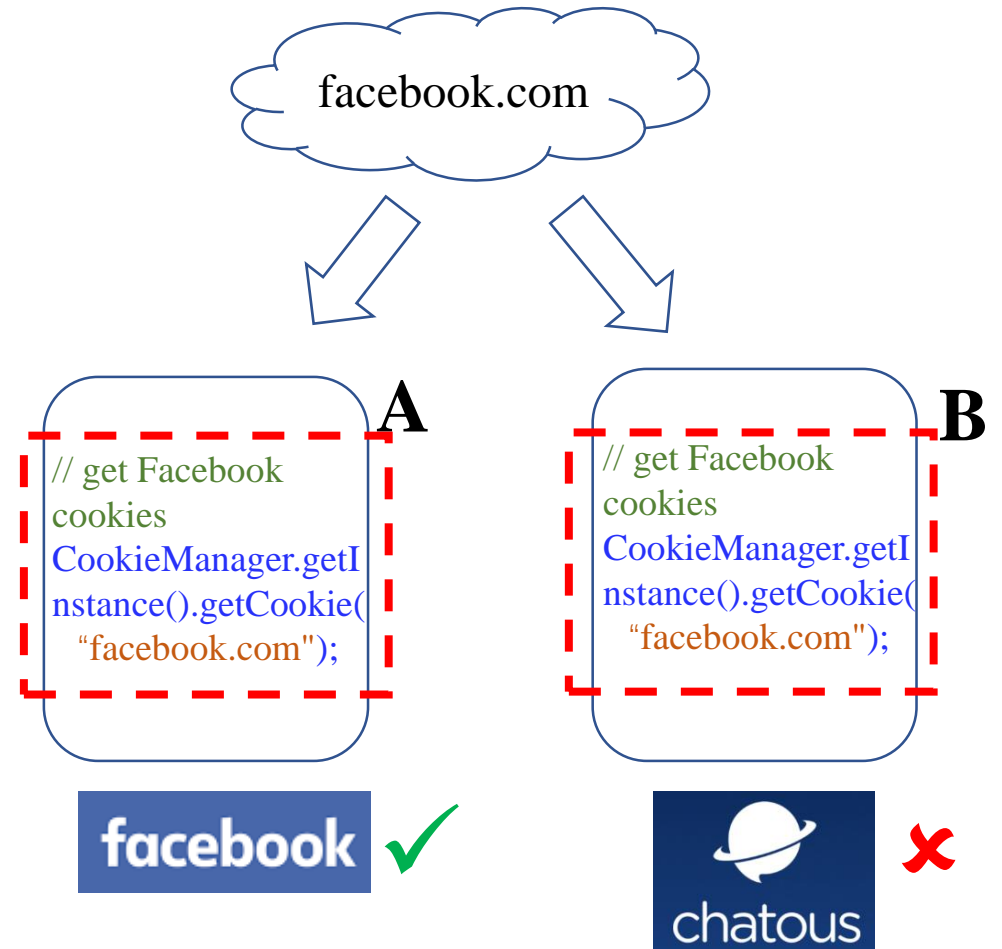 facebook.com
A
// get Facebook
cookies
CookieManager.getI
nstance().getCookie(
“facebook.com");
B
// get Facebook
cookies
CookieManager.getI
nstance().getCookie(
“facebook.com");
facebook
chatous